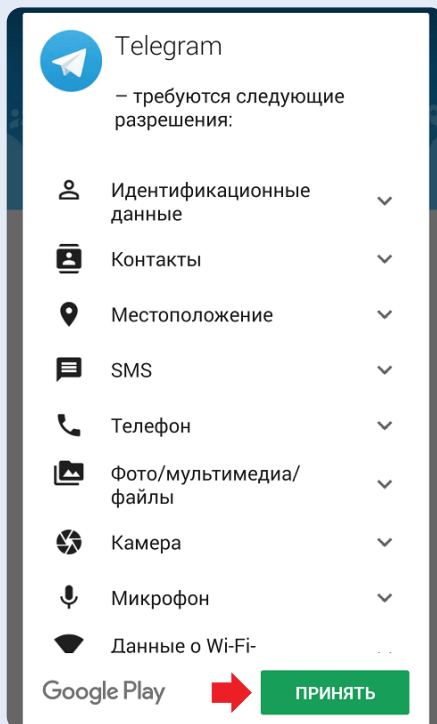 Telegram
– требуются следующие
разрешения:
Идентификационные
данные
Контакты
Местоположение
SMS
Телефон
Фото/мультимедиа/
файлы
Камера
Микрофон
Данные о Wi-Fi-
Google Play
ПРИНЯТЬ